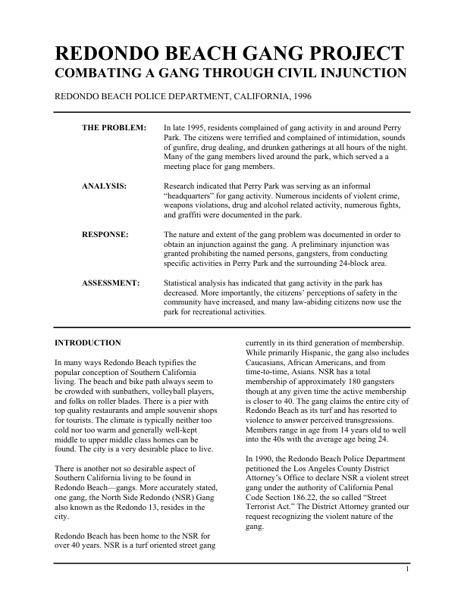 REDONDO BEACH GANG PROJECT
COMBATING A GANG THROUGH CIVIL INJUNCTION
REDONDO BEACH POLICE DEPARTMENT, CALIFORNIA, 1996
THE PROBLEM:
In late 1995, residents complained of gang activity in and around Perry
Park. The citizens were terrified and complained of intimidation, sounds
of gunfire, drug dealing, and drunken gatherings at all hours of the night.
Many of the gang members lived around the park, which served a a
meeting place for gang members.
ANALYSIS:
Research indicated that Perry Park was serving as an informal
“headquarters” for gang activity. Numerous incidents of violent crime,
weapons violations, drug and alcohol related activity, numerous fights,
and graffiti were documented in the park.
RESPONSE:
The nature and extent of the gang problem was documented in order to
obtain an injunction against the gang. A preliminary injunction was
granted prohibiting the named persons, gangsters, from conducting
specific activities in Perry Park and the surrounding 24-block area.
ASSESSMENT:
Statistical analysis has indicated that gang activity in the park has
decreased. More importantly, the citizens’ perceptions of safety in the
community have increased, and many law-abiding citizens now use the
park for recreational activities.
INTRODUCTION
In many ways Redondo Beach typifies the
popular conception of Southern California
living. The beach and bike path always seem to
be crowded with sunbathers, volleyball players,
and folks on roller blades. There is a pier with
top quality restaurants and ample souvenir shops
for tourists. The climate is typically neither too
cold nor too warm and generally well-kept
middle to upper middle class homes can be
found. The city is a very desirable place to live.
There is another not so desirable aspect of
Southern California living to be found in
Redondo Beach—gangs. More accurately stated,
one gang, the North Side Redondo (NSR) Gang
also known as the Redondo 13, resides in the
city.
Redondo Beach has been home to the NSR for
over 40 years. NSR is a turf oriented street gang
currently in its third generation of membership.
While primarily Hispanic, the gang also includes
Caucasians, African Americans, and from
time-to-time, Asians. NSR has a total
membership of approximately 180 gangsters
though at any given time the active membership
is closer to 40. The gang claims the entire city of
Redondo Beach as its turf and has resorted to
violence to answer perceived transgressions.
Members range in age from 14 years old to well
into the 40s with the average age being 24.
In 1990, the Redondo Beach Police Department
petitioned the Los Angeles County District
Attorney’s Office to declare NSR a violent street
gang under the authority of California Penal
Code Section 186.22, the so called “Street
Terrorist Act.” The District Attorney granted our
request recognizing the violent nature of the
gang.
1